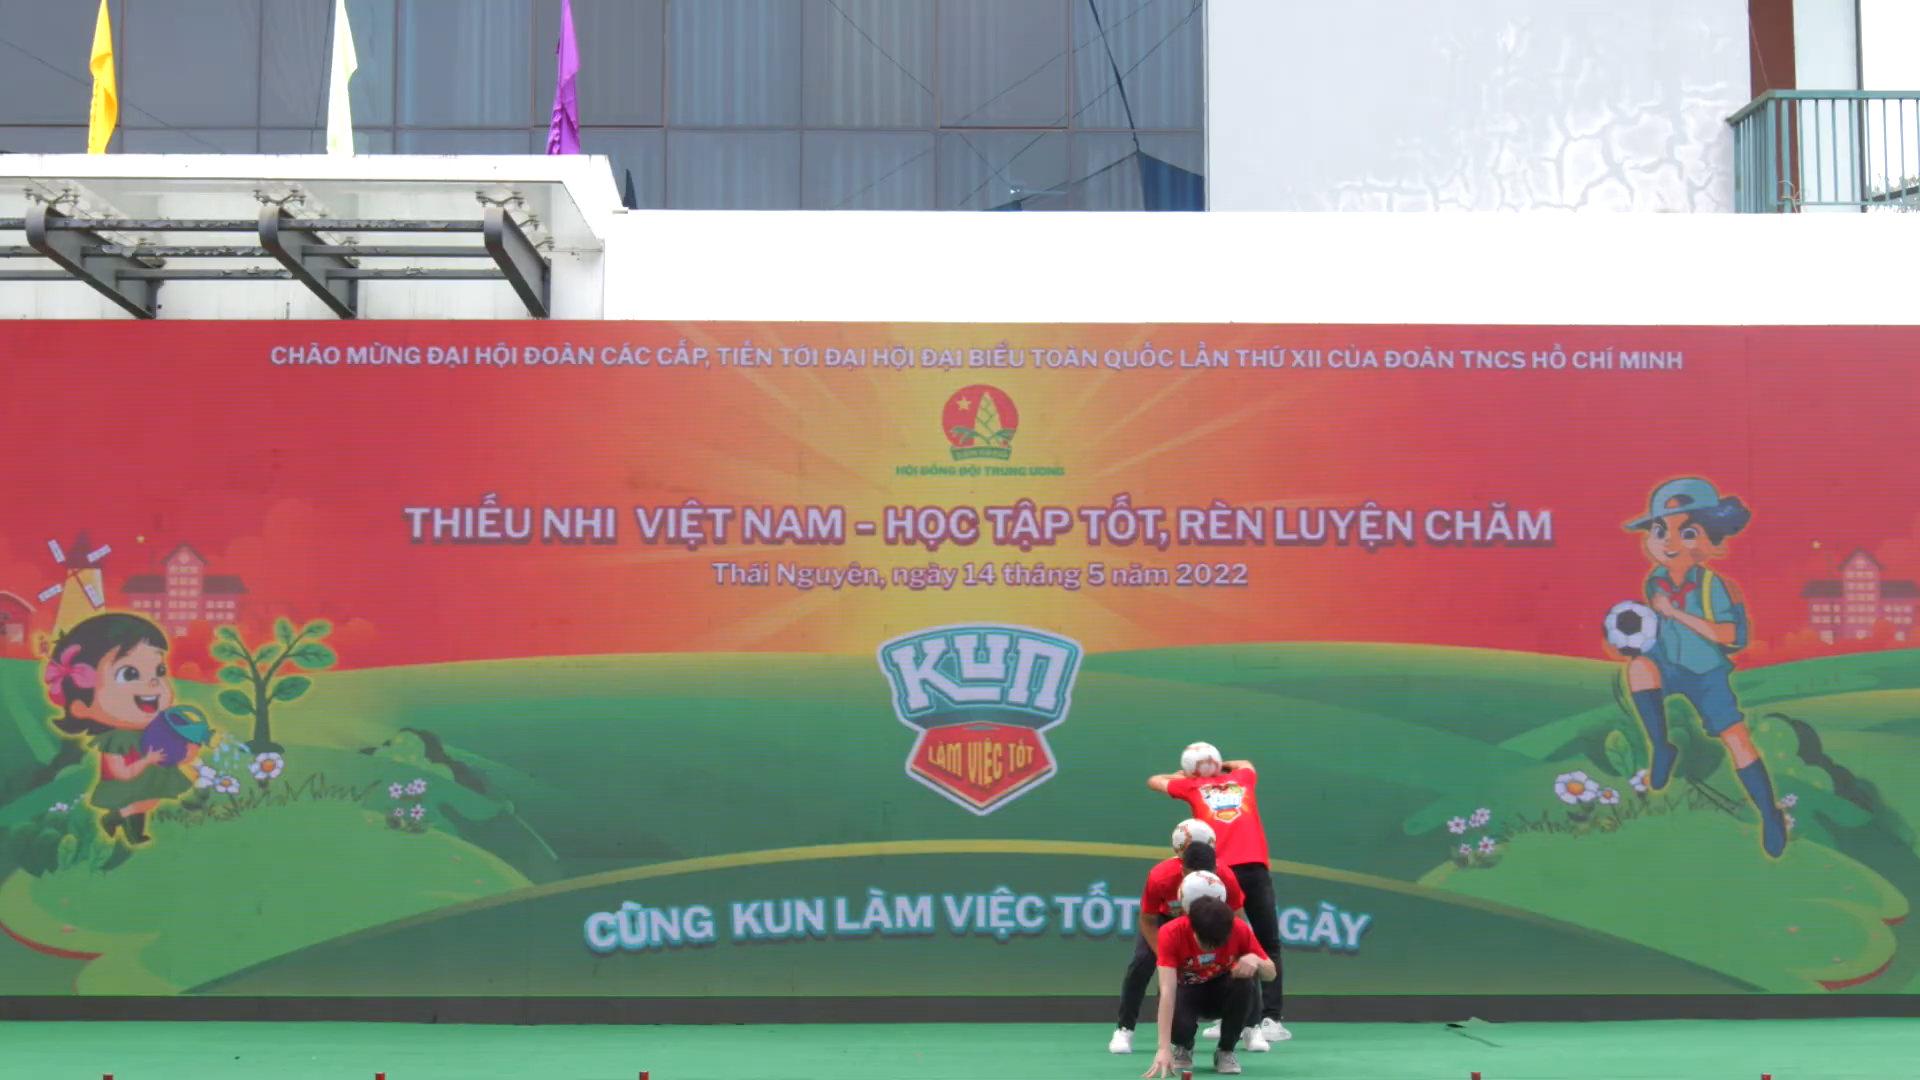 CHÀO MỪNG ĐẠI HỘI ĐOÀN CÁC CẤP, TIẾN TỚI ĐẠI HỘI ĐẠI BIỂU TOÀN QUỐC LẦN THỨ XII CỦA ĐOÀN TNCS HỒ CHÍ MINH
HỘI ĐỒNG ĐỘI TRUNG ƯƠNG
THIẾU NHI VIỆT NAM - HỌC TẬP TỐT, RÈN LUYỆN CHĂM
Thái Nguyên, ngày 14 tháng 5 năm 2022
KUN
LÀM VIỆC TỐT
CÙNG KUN LÀM VIỆC TỐT GÀY